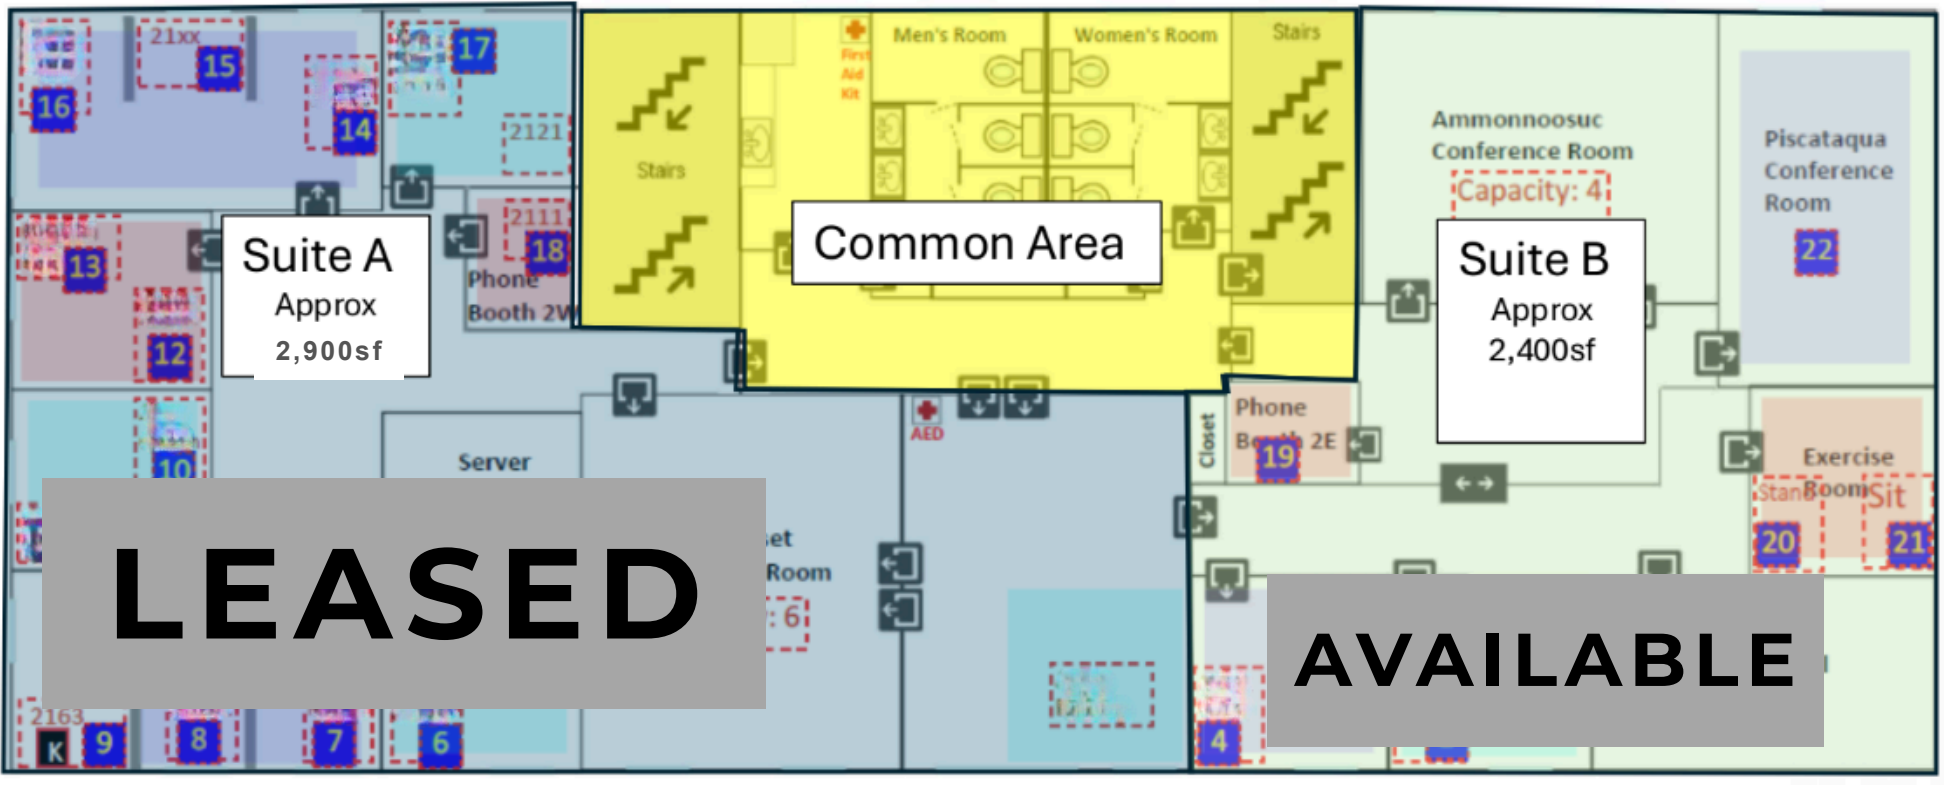 16
21xx
15
14
17
2121
Stairs
First
Aid
Kit
Men's Room
Women's Room
Stairs
Ammonnoosuc
Conference Room
Capacity: 4
Piscataqua
Conference
Room
22
13
12
Suite A
Approx
2,900sf
2111
18
Phone
Booth 2W
Common Area
Suite B
Approx
2,400sf
10
Server
AED
Closet
Phone
Booth 2E
19
Exercise
Room
Stand
Sit
20
21
LEASED
set
Room
: 6
AVAILABLE
2163
K
9
8
7
6
4